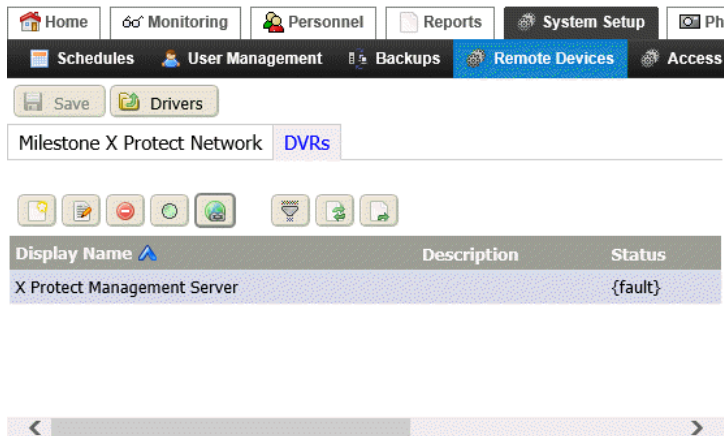 Home Monitoring Personnel Reports System Setup Ph
Schedules User Management Backups Remote Devices Access
Save Drivers
Milestone X Protect Network DVRs
Display Name Description Status
X Protect Management Server {fault}